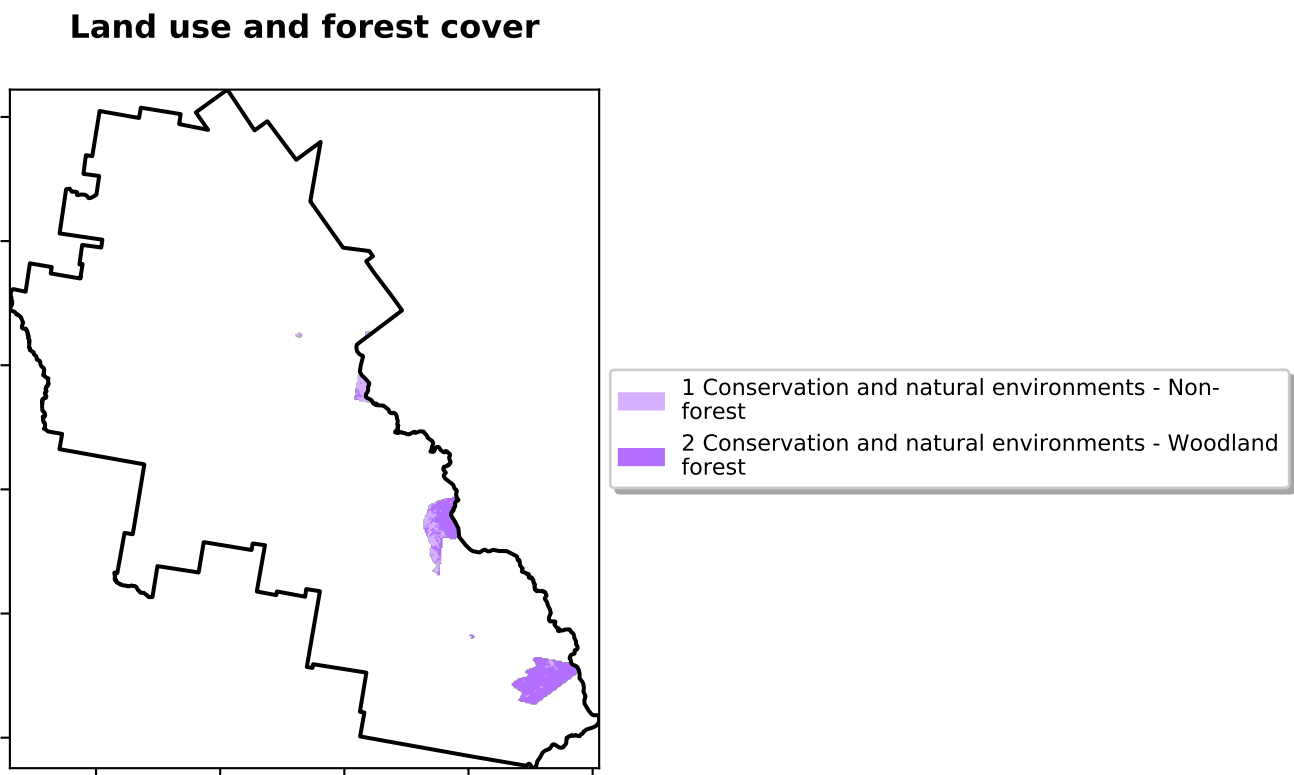 Land use and forest cover
1 Conservation and natural environments - Non-
forest
2 Conservation and natural environments - Woodland
forest